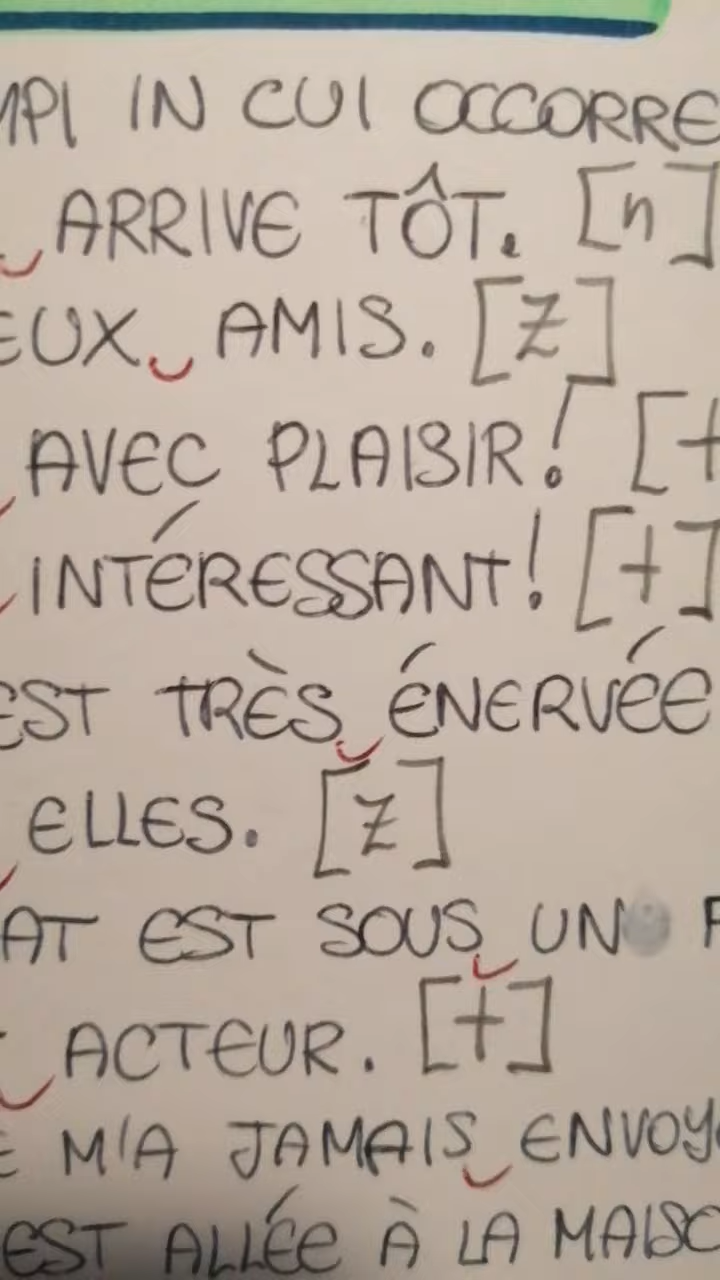 MPI IN CUI OCCORRE
ARRIVE TÔT. [n]
EUX AMIS. [z]
AVEC PLAISIR! [t
INTÉRESSANT! [t]
EST TRÈS ÉNERVÉE
ELLES. [z]
AT EST SOUS UN
ACTEUR. [t]
E M'A JAMAIS ENVOY
EST ALLÉE À LA MAISO